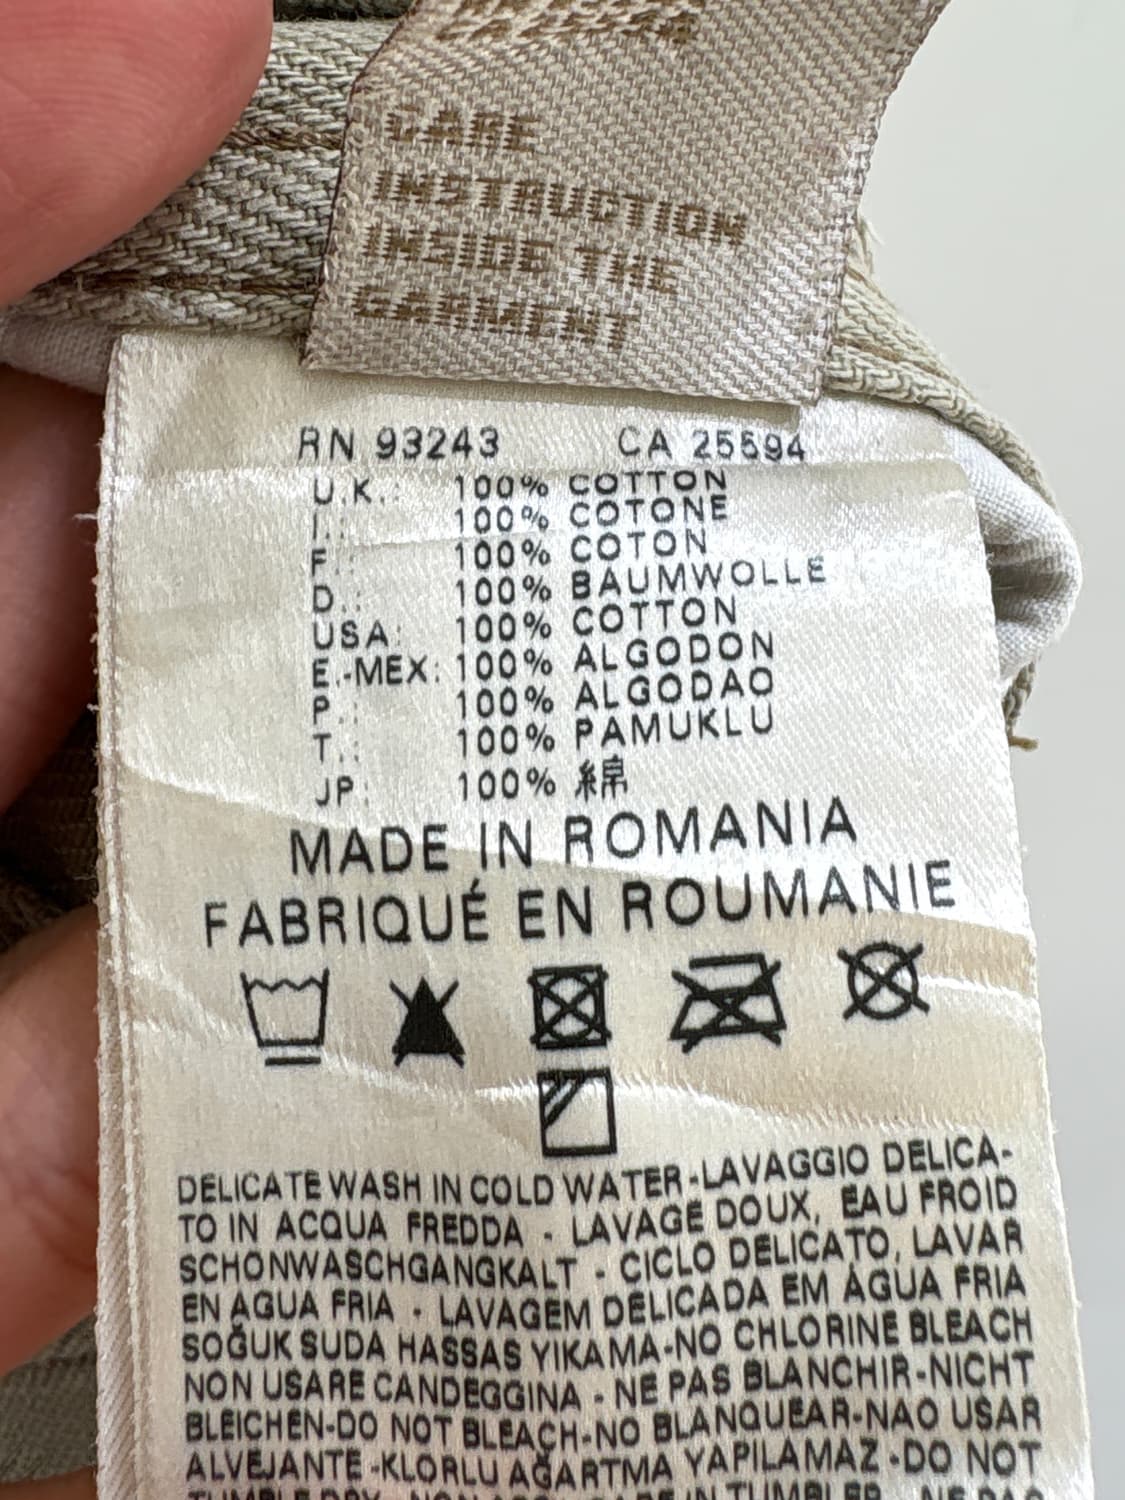 CARE
INSTRUCTION
INSIDE THE
GARMENT
RN 93243 CA 25594
U.K.: 100% COTTON
I.: 100% COTONE
F.: 100% COTON
D.: 100% BAUMWOLLE
USA: 100% COTTON
E.-MEX: 100% ALGODON
P.: 100% ALGODAO
T.: 100% PAMUKLU
JP: 100% 綿
MADE IN ROMANIA
FABRIQUÉ EN ROUMANIE
DELICATE WASH IN COLD WATER-LAVAGGIO DELICA-
TO IN ACQUA FREDDA - LAVAGE DOUX, EAU FROID
SCHONWASCHGANGKALT - CICLO DELICATO, LAVAR
EN AGUA FRIA - LAVAGEM DELICADA EM ÁGUA FRIA
SOĞUK SUDA HASSAS YIKAMA-NO CHLORINE BLEACH
NON USARE CANDEGGINA - NE PAS BLANCHIR-NICHT
BLEICHEN-DO NOT BLEACH-NO BLANQUEAR-NAO USAR
ALVEJANTE-KLORLU AĞARTMA YAPILAMAZ-DO NOT
TUMBLE DRY